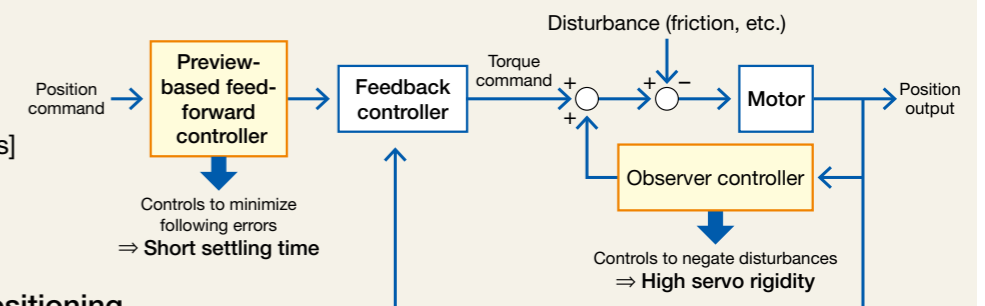 Disturbance (friction, etc.)
Position
command
Preview-
based feed-
forward
controller
Feedback
controller
Torque
command
+
+
+
−
Motor
Position
output
s]
Observer controller
Controls to minimize
following errors
⇒ Short settling time
Controls to negate disturbances
⇒ High servo rigidity
ositioning